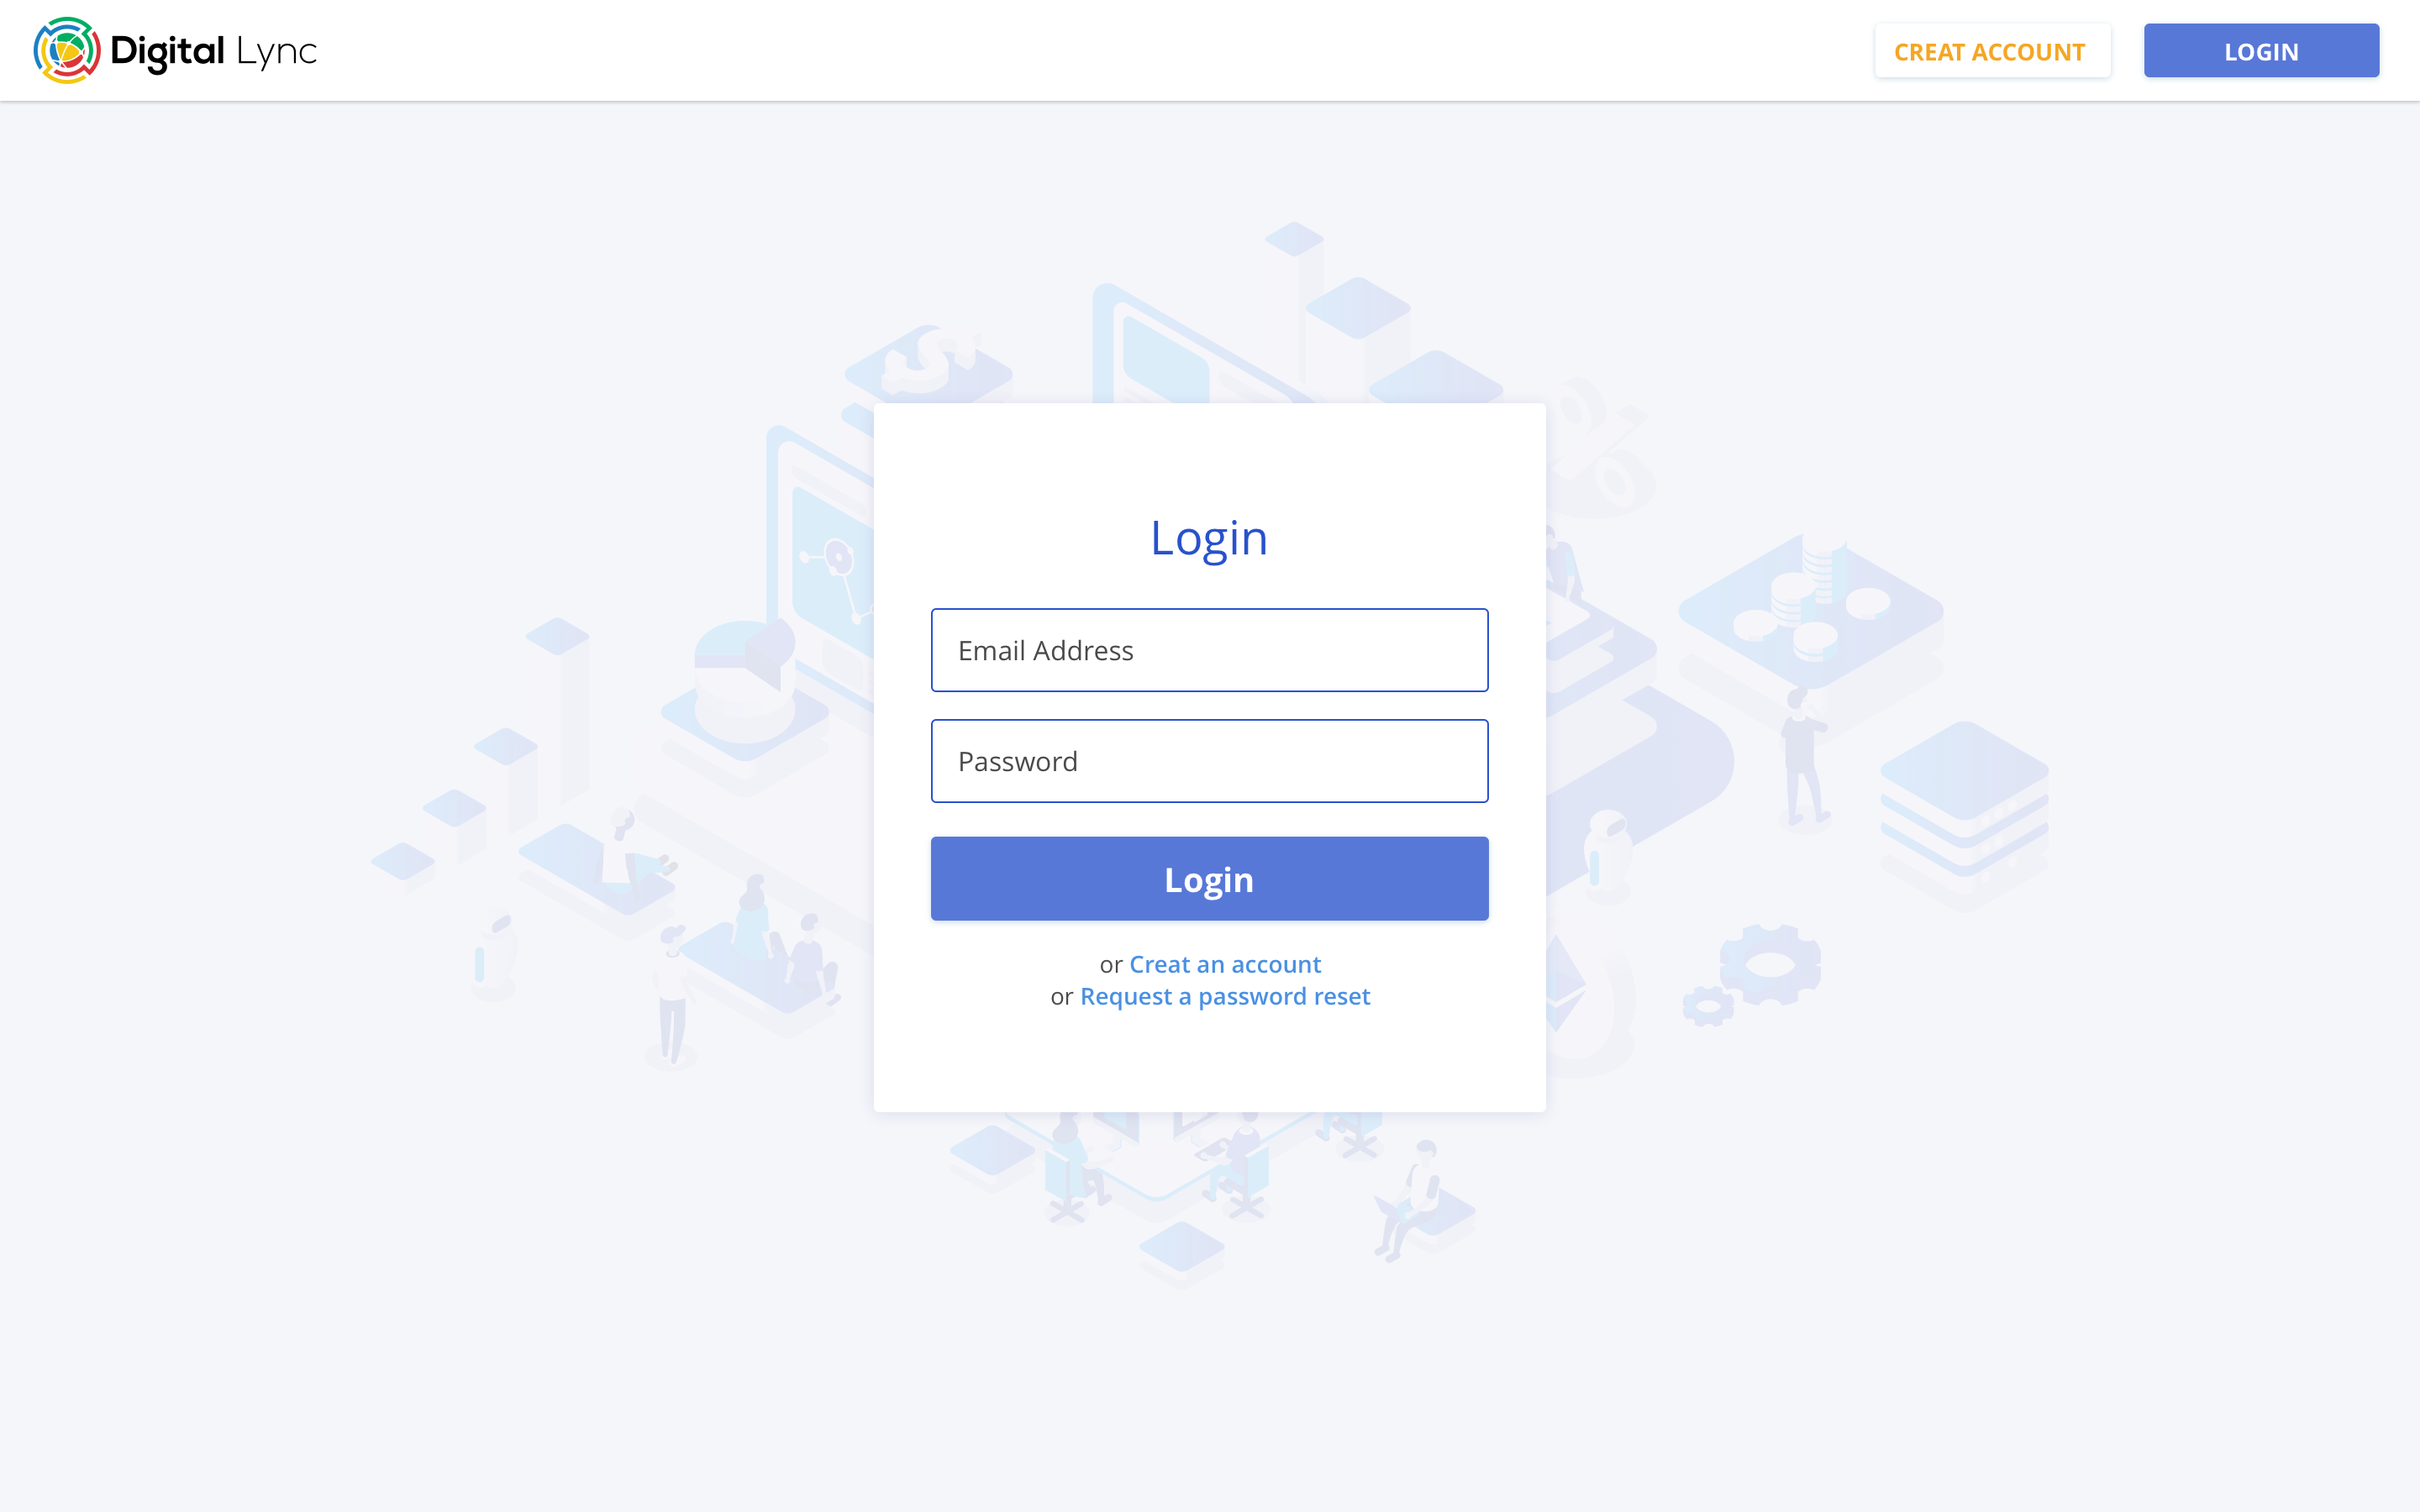 Digital Lync
CREAT ACCOUNT
LOGIN
Login
Email Address
Password
Login
or Creat an account
or Request a password reset